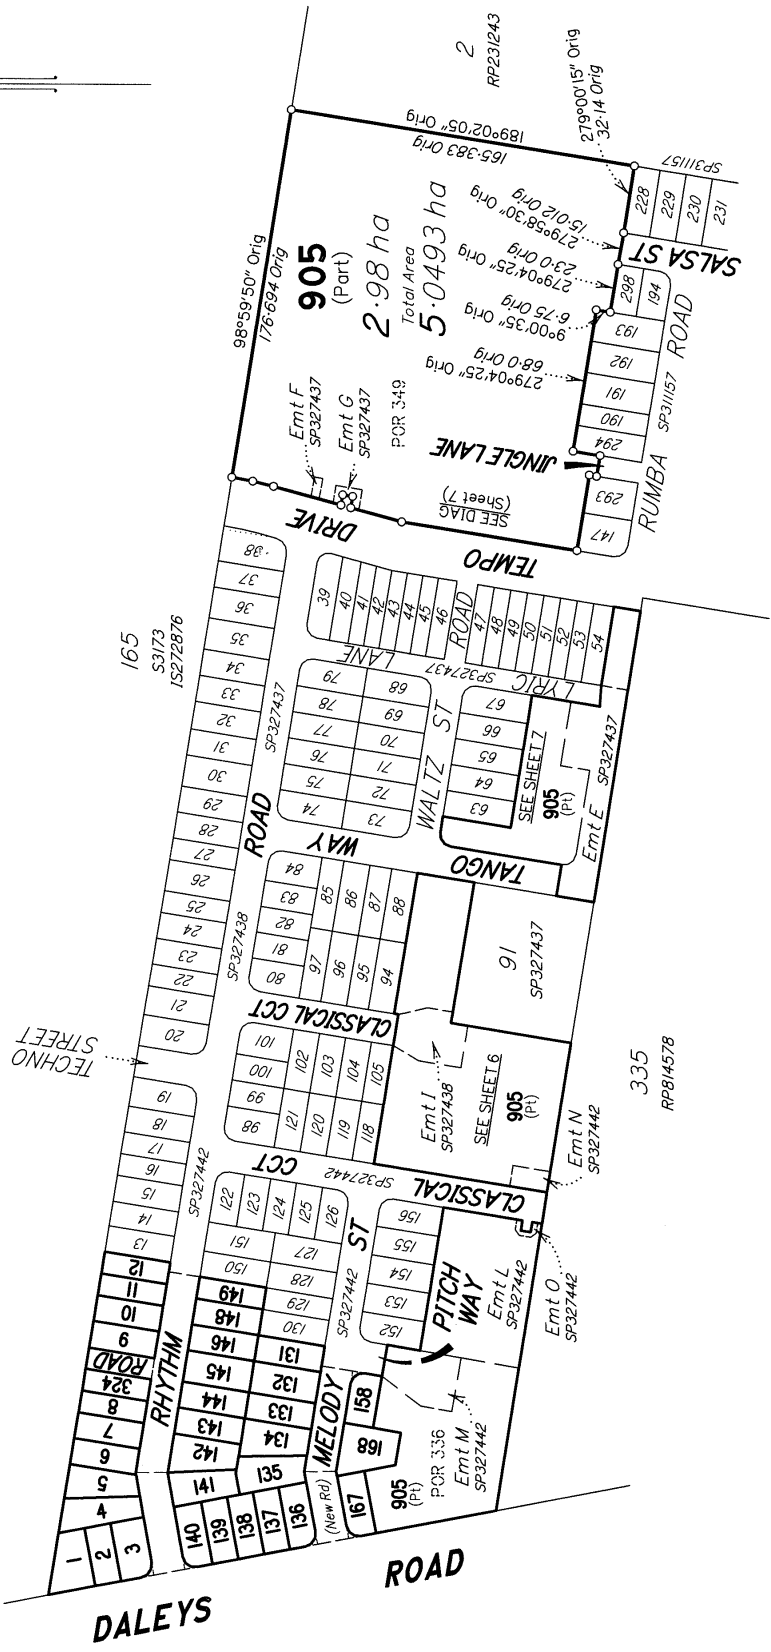 2
RP231243
279°00'15" Orig
32·14 Orig
189°02'05" Orig
165·383 Orig
98°59'50" Orig
176·694 Orig
905
(Part)
2·98 ha
Total Area
5·0493 ha
279°58'30" Orig
15·012 Orig
279°04'25" Orig
23·0 Orig
9°00'35" Orig
6·75 Orig
279°04'25" Orig
68·0 Orig
SP311157
228
229
230
231
SALSA ST
298
194
193
192
191
190
294
SP311157
RUMBA ROAD
293
147
JINGLE LANE
Emt F
SP327437
Emt G
SP327437
POR 349
SEE DIAG
(Sheet 7)
TEMPO DRIVE
165
S3173
IS272876
38
37
36
35
34
33
32
31
30
29
28
27
26
25
24
23
22
21
20
SP327437
ROAD
SP327438
39
40
41
42
43
44
45
46
ROAD
47
48
49
50
51
52
53
54
LYRIC LANE
SP327437
79
78
77
76
75
74
68
69
70
71
72
73
WALTZ ST
67
66
65
64
63
SEE SHEET 7
905
(Pt)
Emt E
SP327437
TANGO WAY
84
83
82
81
80
85
86
87
88
97
96
95
94
91
SP327437
CLASSICAL CCT
101
100
99
98
102
103
104
105
121
120
119
118
Emt I
SP327438
SEE SHEET 6
905
(Pt)
335
RP814578
Emt N
SP327442
TECHNO
STREET
19
18
17
16
15
14
13
12
11
10
9
ROAD
324
8
7
6
5
4
1
2
3
SP327442
RHYTHM
CLASSICAL CCT
SP327442
122
123
124
125
126
151
150
149
148
146
145
144
143
142
141
127
128
129
130
131
132
133
134
135
140
139
138
137
136
MELODY ST
SP327442
(New Rd)
156
155
154
153
152
PITCH
WAY
Emt L
SP327442
Emt O
SP327442
158
168
167
905
(Pt)
POR 336
Emt M
SP327442
DALEYS ROAD